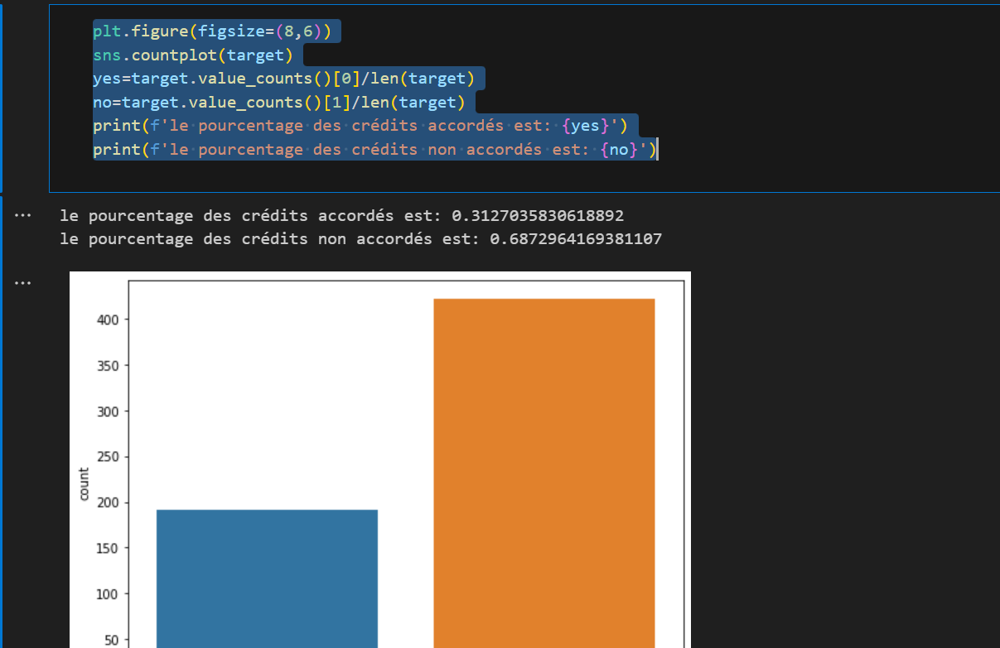 plt.figure(figsize=(8,6))
sns.countplot(target)
yes=target.value_counts()[0]/len(target)
no=target.value_counts()[1]/len(target)
print(f'le pourcentage des crédits accordés est: {yes}')
print(f'le pourcentage des crédits non accordés est: {no}')
le pourcentage des crédits accordés est: 0.3127035830618892
le pourcentage des crédits non accordés est: 0.6872964169381107
400
350
300
250
count
200
150
100
50